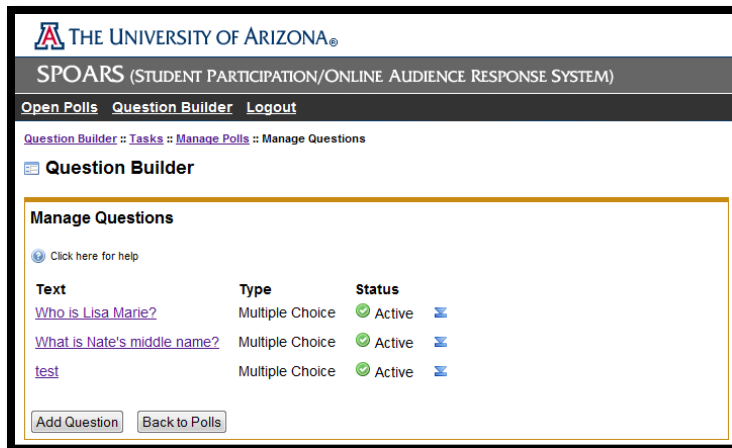 THE UNIVERSITY OF ARIZONA®
SPOARS (STUDENT PARTICIPATION/ONLINE AUDIENCE RESPONSE SYSTEM)
Open Polls Question Builder Logout
Question Builder :: Tasks :: Manage Polls :: Manage Questions
Question Builder
Manage Questions
Click here for help
Text Type Status
Who is Lisa Marie? Multiple Choice Active
What is Nate's middle name? Multiple Choice Active
test Multiple Choice Active
Add Question Back to Polls